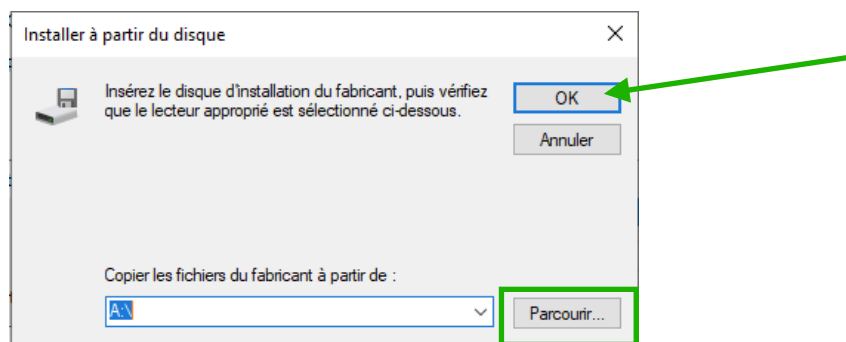 Installer à partir du disque
Insérez le disque d'installation du fabricant, puis vérifiez
que le lecteur approprié est sélectionné ci-dessous.
OK
Annuler
Copier les fichiers du fabricant à partir de :
A:\
Parcourir...